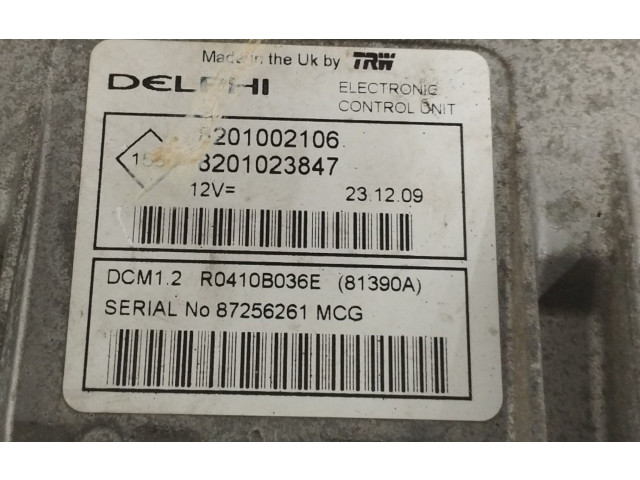 Made in the Uk by TRW
DELPHI
ELECTRONIC
CONTROL UNIT
8201002106
8201023847
12V= 23.12.09
DCM1.2 R0410B036E (81390A)
SERIAL No 87256261 MCG